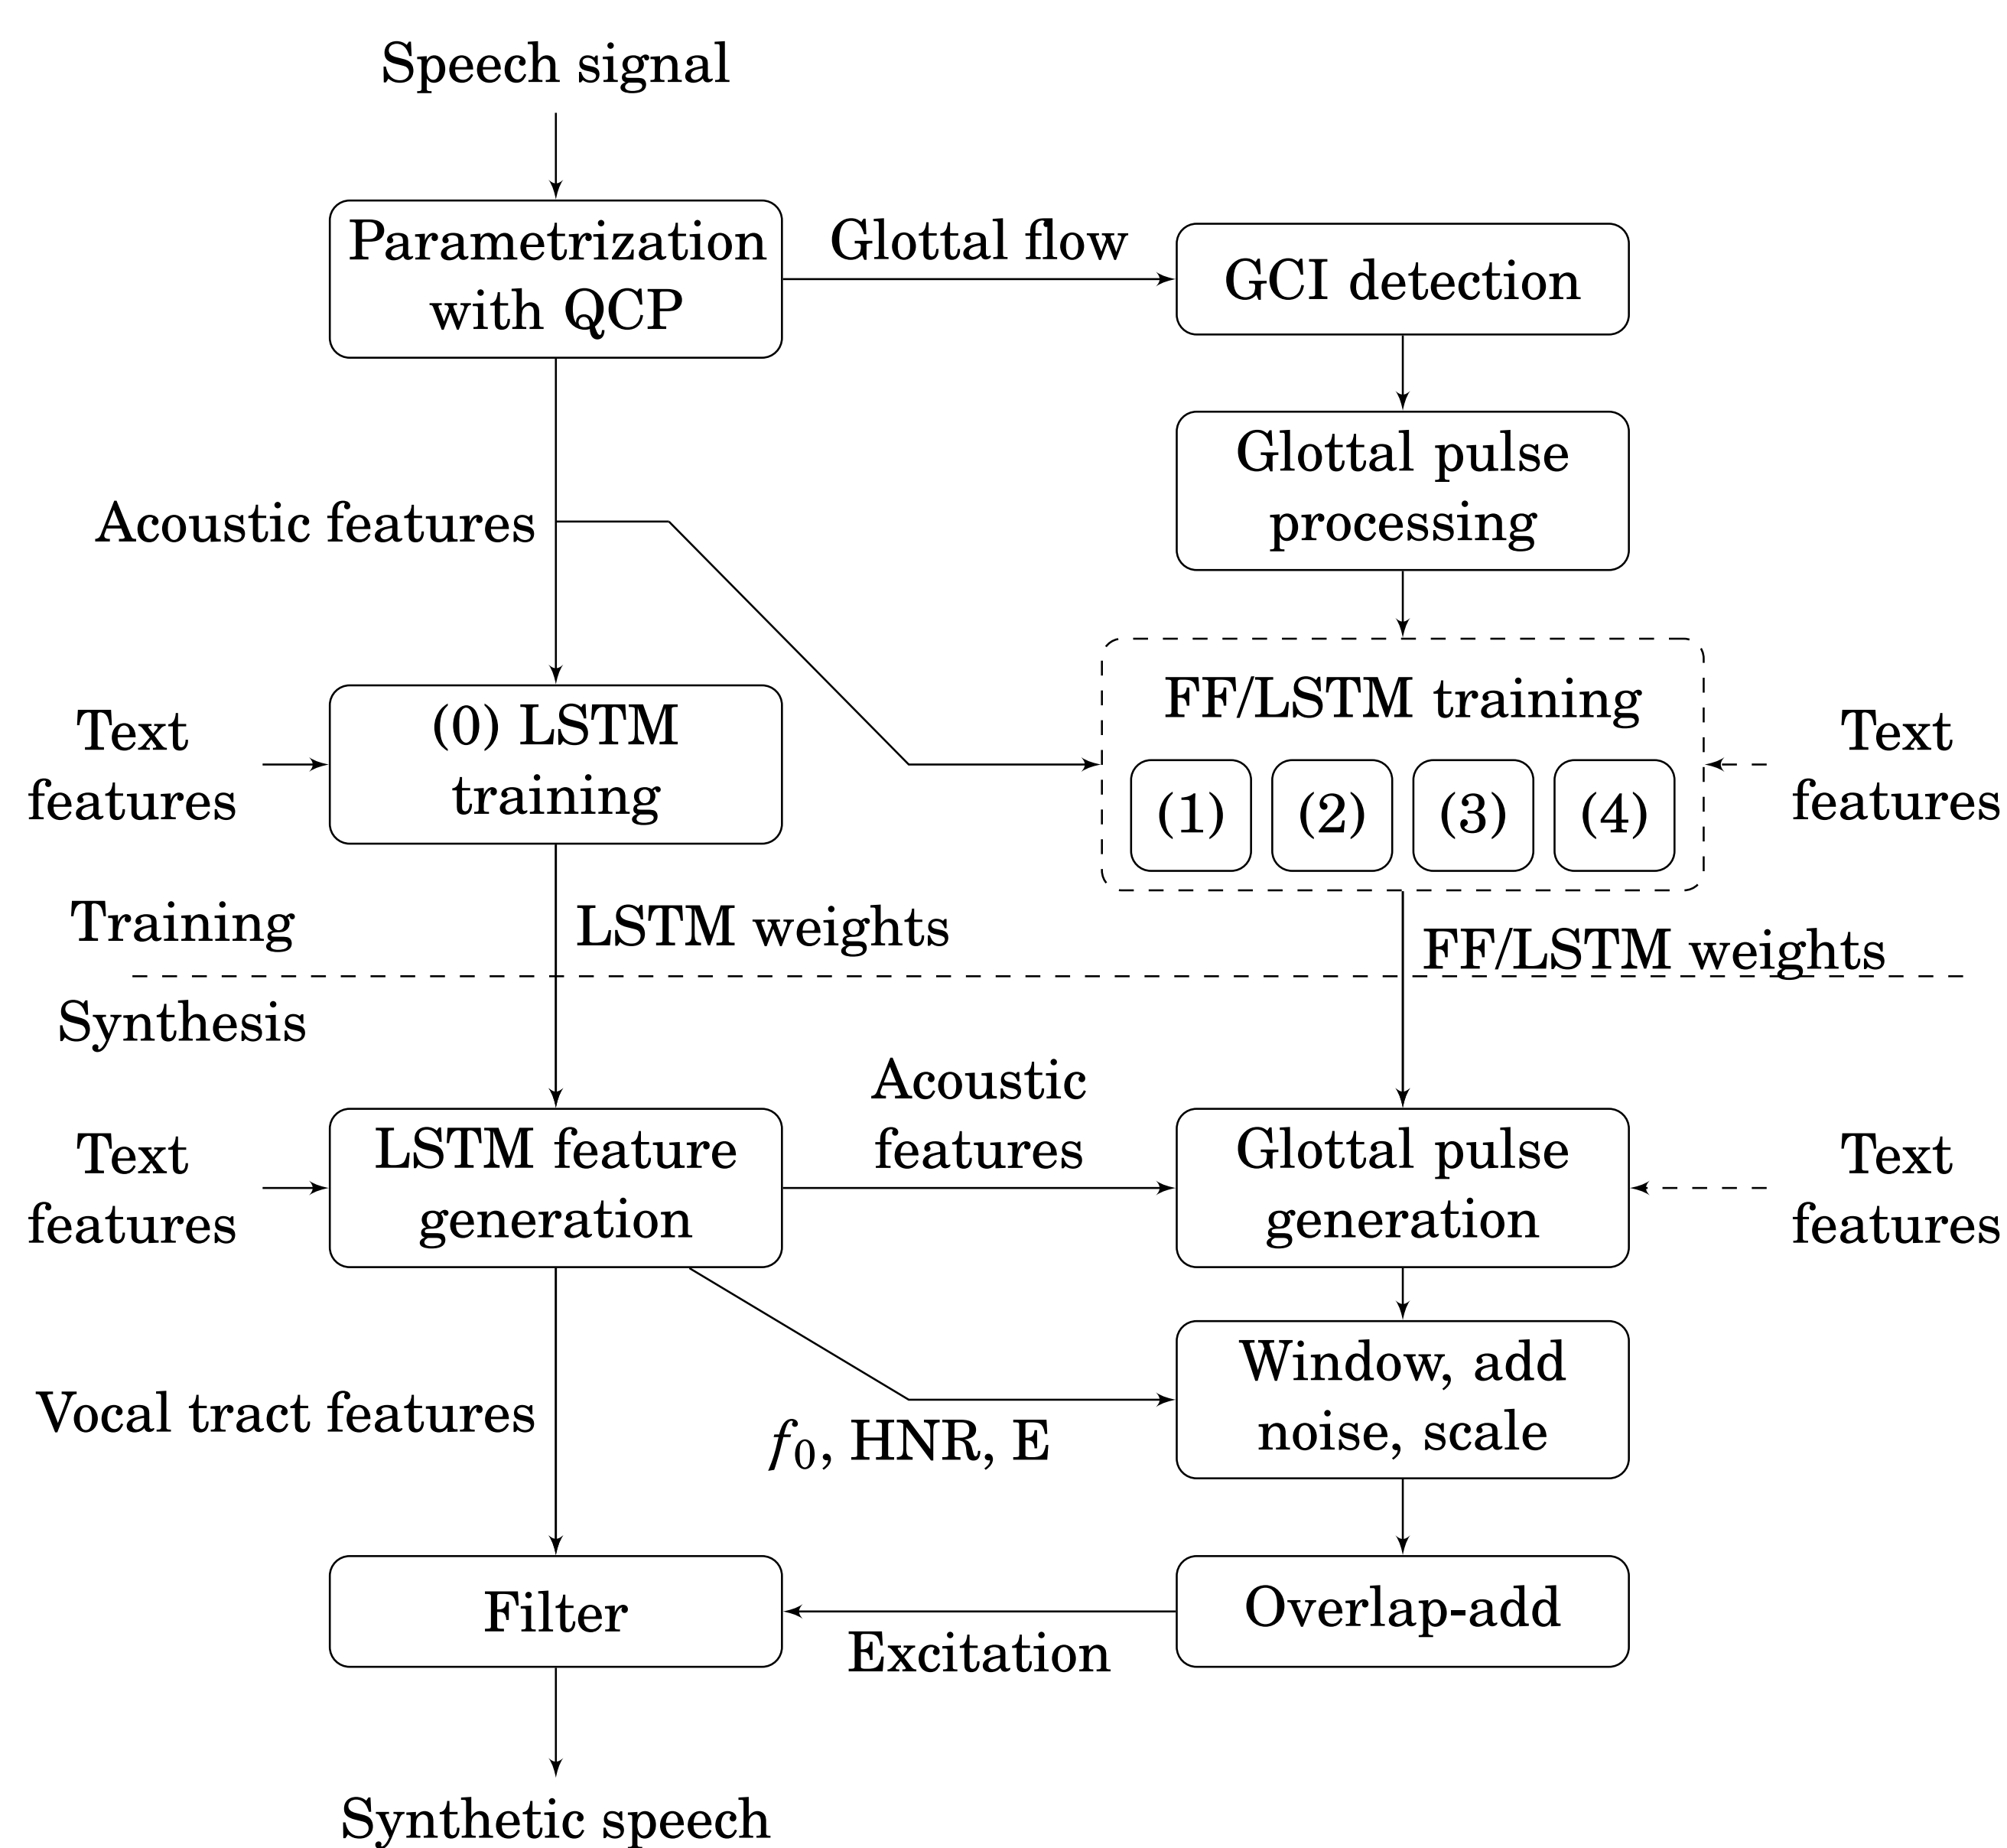 Speech signal
Parametrization
with QCP
Glottal flow
GCI detection
Glottal pulse
processing
Acoustic features
FF/LSTM training
(1) (2) (3) (4)
Text
features
(0) LSTM
training
Text
features
Training
LSTM weights
FF/LSTM weights
Synthesis
Text
features
LSTM feature
generation
Acoustic
features
Glottal pulse
generation
Text
features
Vocal tract features
f0, HNR, E
Window, add
noise, scale
Filter
Excitation
Overlap-add
Synthetic speech